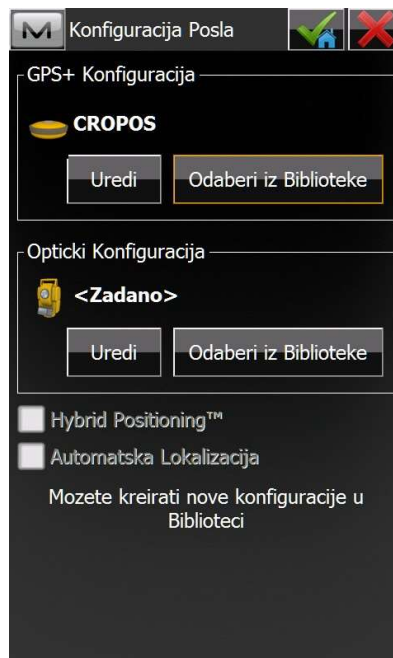 Konfiguracija Posla
GPS+ Konfiguracija
CROPOS
Uredi
Odaberi iz Biblioteke
Opticki Konfiguracija
<Zadano>
Uredi
Odaberi iz Biblioteke
Hybrid Positioning™
Automatska Lokalizacija
Mozete kreirati nove konfiguracije u
Biblioteci